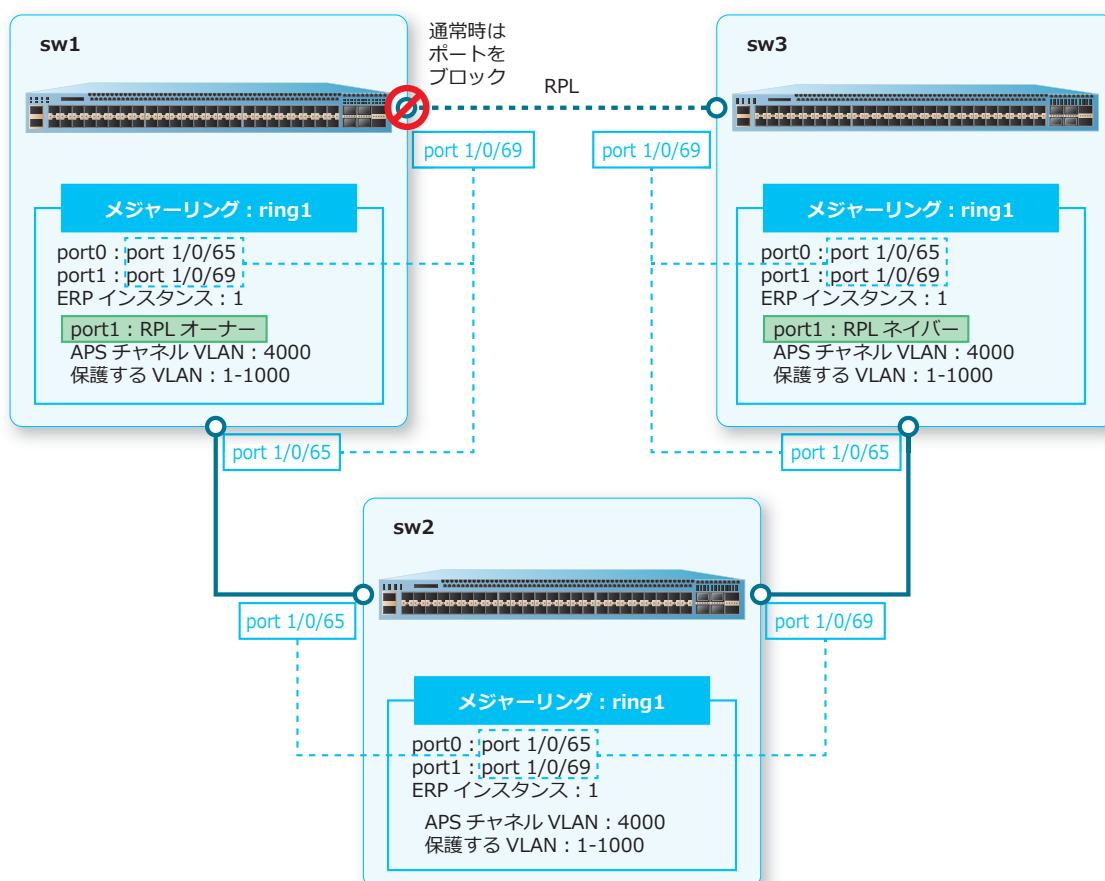 sw1
通常時は
ポートを
ブロック
RPL
sw3
port 1/0/69
port 1/0/69
メジャーリング：ring1
port0：port 1/0/65
port1：port 1/0/69
ERP インスタンス：1
port1：RPL オーナー
APS チャネル VLAN：4000
保護する VLAN：1-1000
メジャーリング：ring1
port0：port 1/0/65
port1：port 1/0/69
ERP インスタンス：1
port1：RPL ネイバー
APS チャネル VLAN：4000
保護する VLAN：1-1000
port 1/0/65
port 1/0/65
sw2
port 1/0/65
port 1/0/69
メジャーリング：ring1
port0：port 1/0/65
port1：port 1/0/69
ERP インスタンス：1
APS チャネル VLAN：4000
保護する VLAN：1-1000